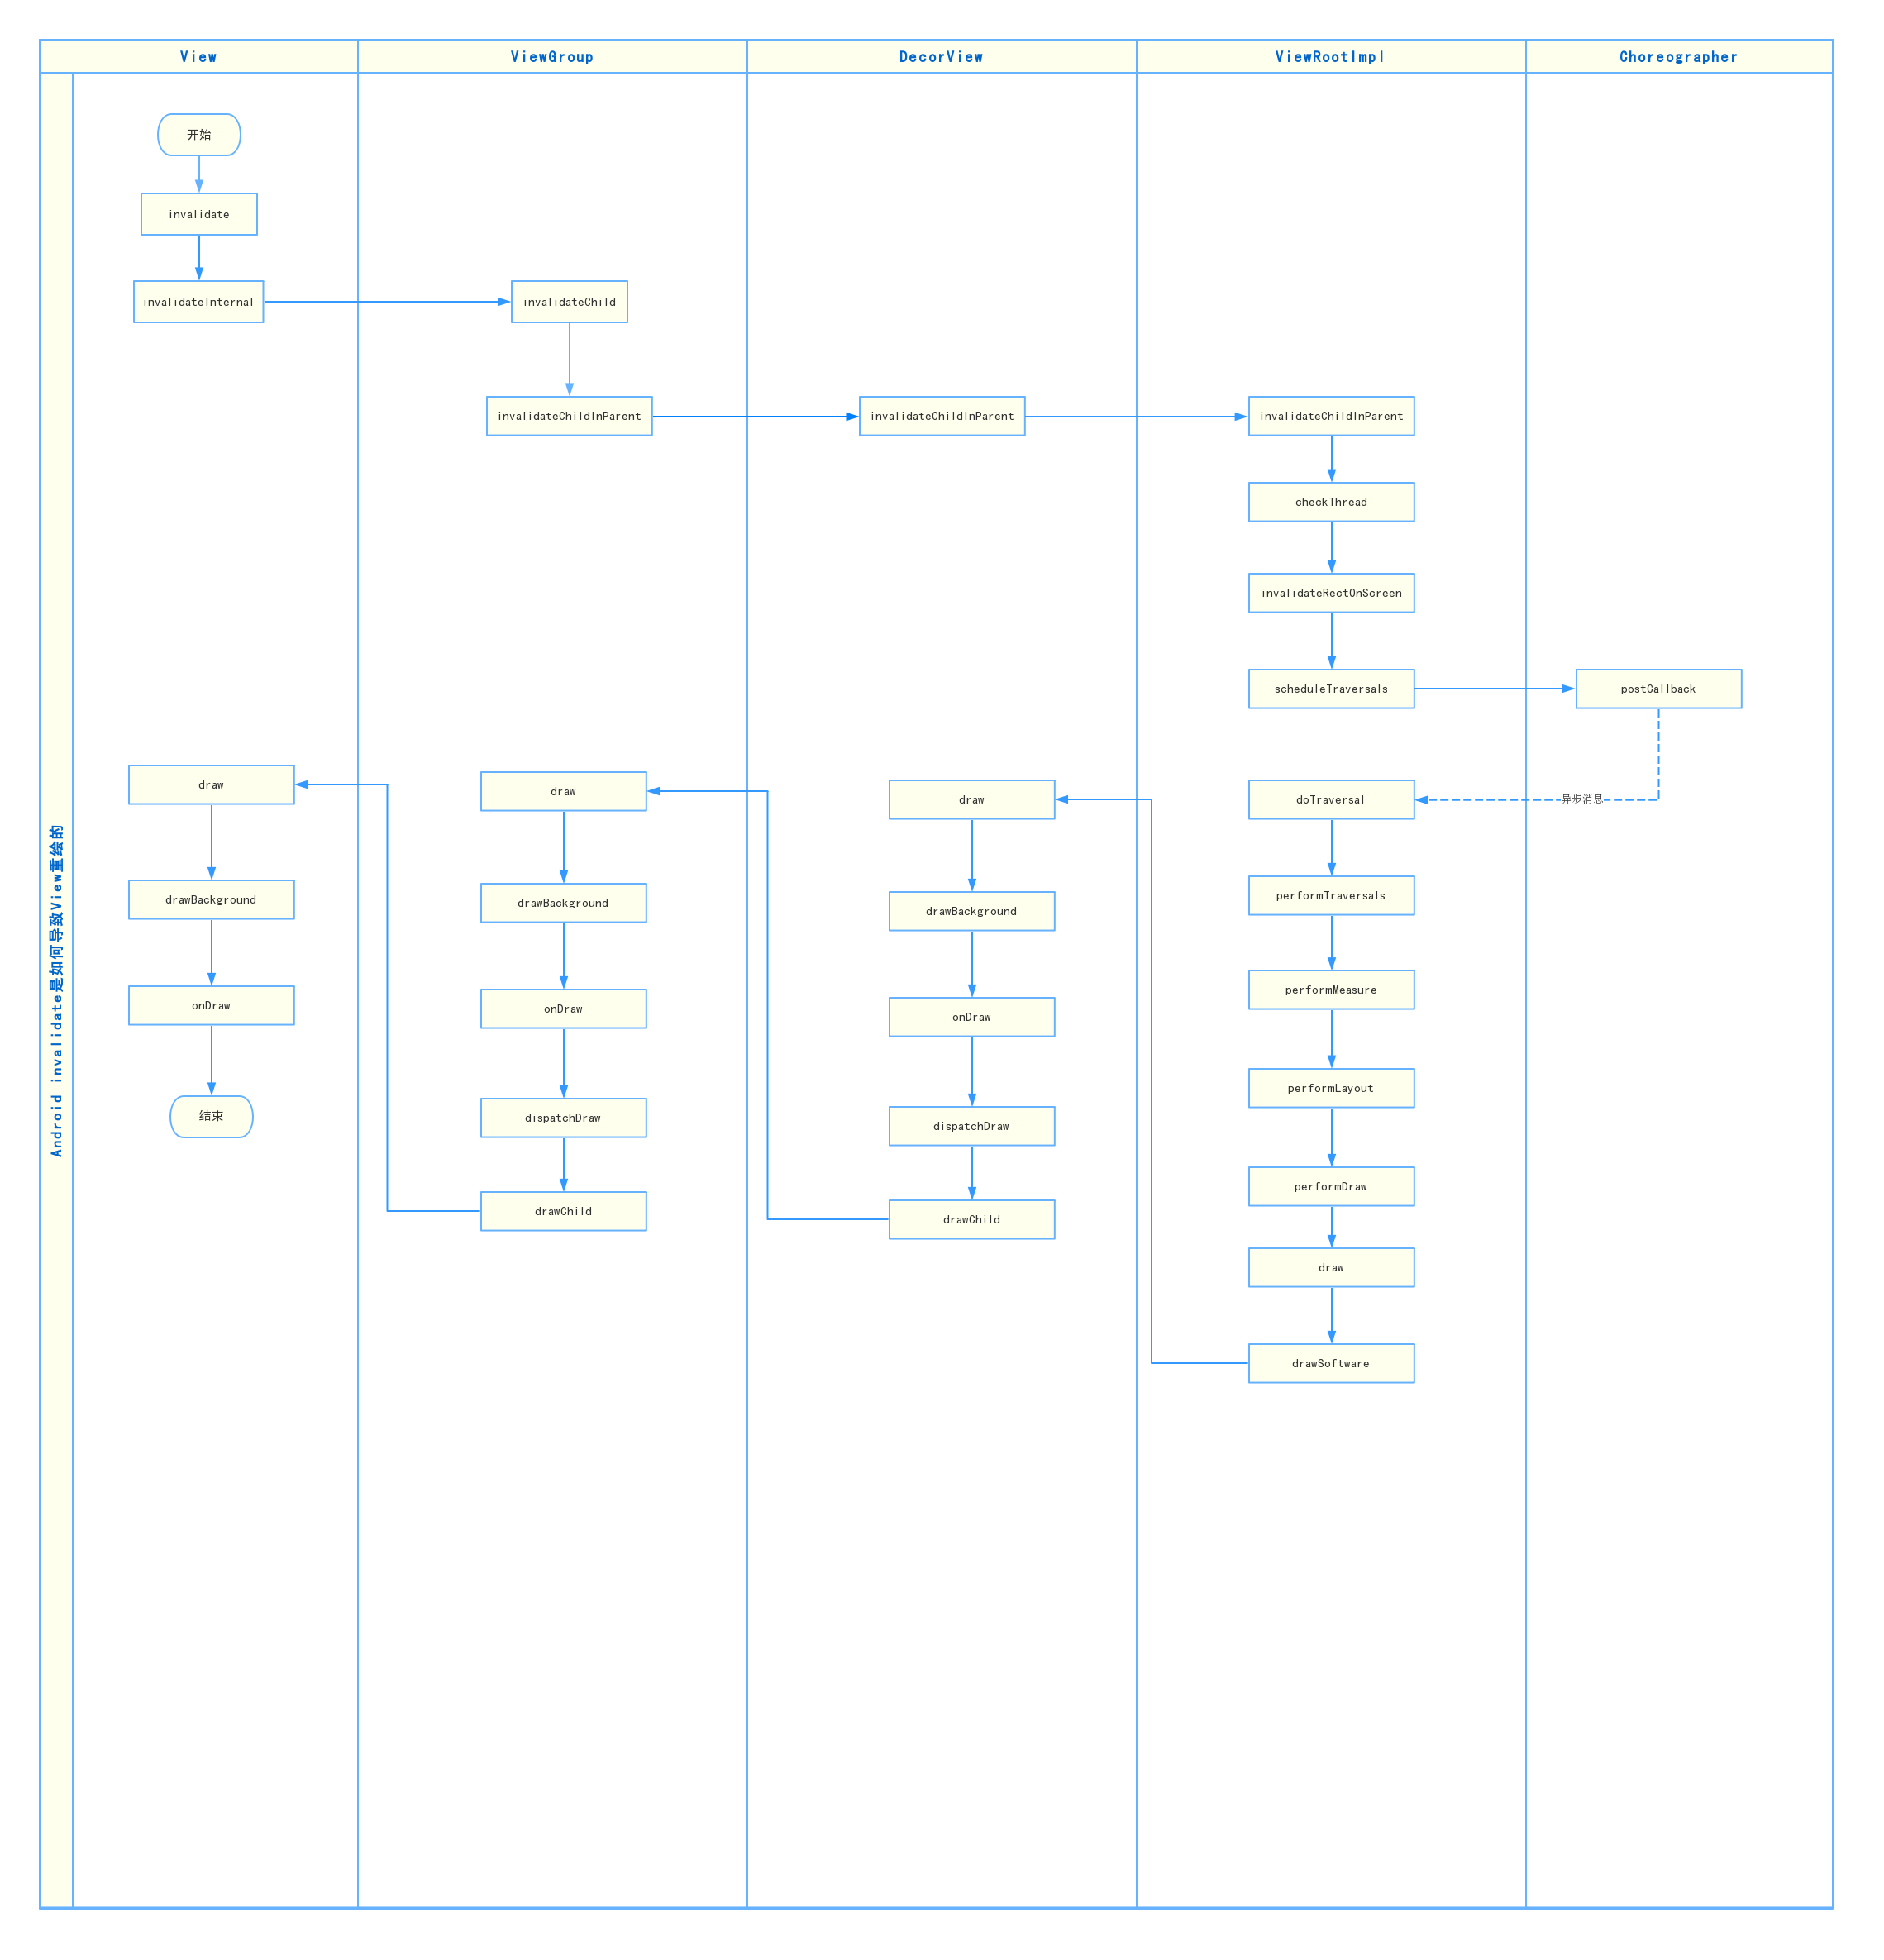 View
ViewGroup
DecorView
ViewRootImpl
Choreographer
Android invalidate是如何导致View重绘的
开始
invalidate
invalidateInternal
invalidateChild
invalidateChildInParent
invalidateChildInParent
invalidateChildInParent
checkThread
invalidateRectOnScreen
scheduleTraversals
postCallback
异步消息
doTraversal
performTraversals
performMeasure
performLayout
performDraw
draw
drawSoftware
draw
drawBackground
onDraw
dispatchDraw
drawChild
draw
drawBackground
onDraw
dispatchDraw
drawChild
draw
drawBackground
onDraw
结束